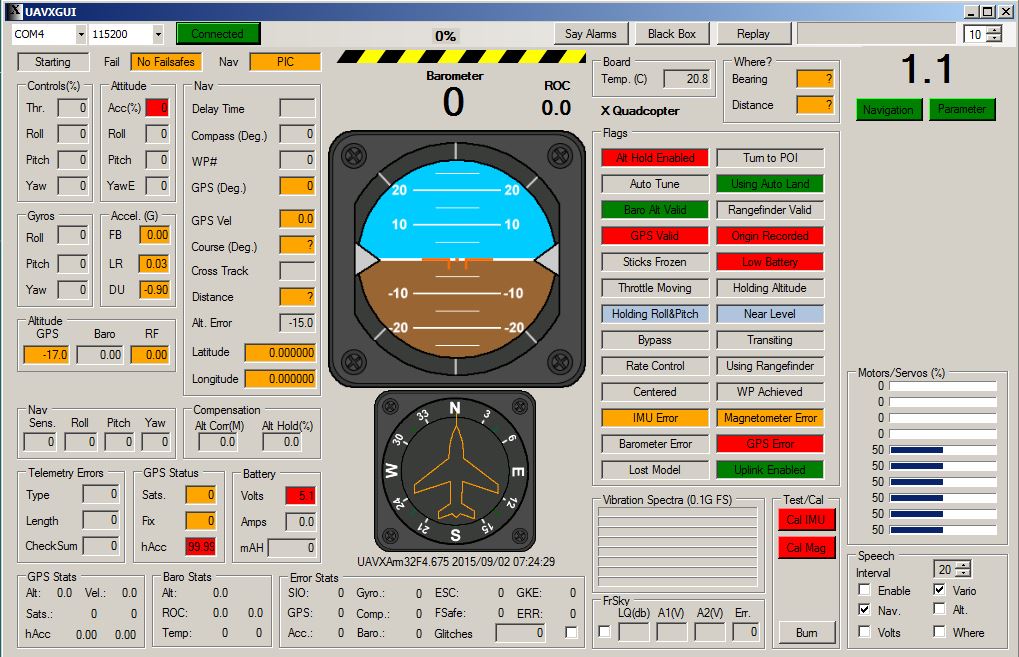 X UAVXGUI
COM4 115200 Connected 0% Say Alarms Black Box Replay 10
Starting Fail No Failsafes Nav PIC
Controls(%)
Thr. 0
Roll 0
Pitch 0
Yaw 0
Attitude
Acc(%) 0
Roll 0
Pitch 0
YawE 0
Gyros
Roll 0
Pitch 0
Yaw 0
Accel. (G)
FB 0.00
LR 0.03
DU -0.90
Altitude
GPS Baro RF
-17.0 0.00 0.00
Nav
Delay Time
Compass (Deg.) 0
WP# 0
GPS (Deg.) 0
GPS Vel 0.0
Course (Deg.) ?
Cross Track
Distance ?
Alt. Error -15.0
Latitude 0.000000
Longitude 0.000000
Nav
Sens. Roll Pitch Yaw
0 0 0 0
Compensation
Alt Corr(M) Alt Hold(%)
0.0 0.0
Telemetry Errors
Type 0
Length 0
CheckSum 0
GPS Status
Sats. 0
Fix 0
hAcc 99.99
Battery
Volts 5.1
Amps 0.0
mAH 0
GPS Stats
Alt: 0.0 Vel.: 0.0
Sats.: 0 0
hAcc 0.00 0.00
Baro Stats
Alt: 0.0
ROC: 0.0 0.0
Temp: 0 0
Error Stats
SIO: 0 Gyro.: 0 ESC: 0 GKE: 0
GPS: 0 Comp.: 0 FSafe: 0 ERR: 0
Acc.: 0 Baro.: 0 Glitches 0
Barometer
0
ROC
0.0
20 20
10 10
-10 -10
-20 -20
N 3 6 E 12 15 S 21 24 W 30 33
UAVXArm32F4.675 2015/09/02 07:24:29
Board
Temp. (C) 20.8
X Quadcopter
Where?
Bearing ?
Distance ?
1.1
Navigation Parameter
Flags
Alt Hold Enabled Turn to POI
Auto Tune Using Auto Land
Baro Alt Valid Rangefinder Valid
GPS Valid Origin Recorded
Sticks Frozen Low Battery
Throttle Moving Holding Altitude
Holding Roll&Pitch Near Level
Bypass Transiting
Rate Control Using Rangefinder
Centered WP Achieved
IMU Error Magnetometer Error
Barometer Error GPS Error
Lost Model Uplink Enabled
Vibration Spectra (0.1G FS)
Test/Cal
Cal IMU
Cal Mag
Burn
FrSky
LQ(db) A1(V) A2(V) Err.
0
Motors/Servos (%)
0
0
0
0
50
50
50
50
50
50
Speech
Interval 20
Enable Vario
Nav. Alt.
Volts Where